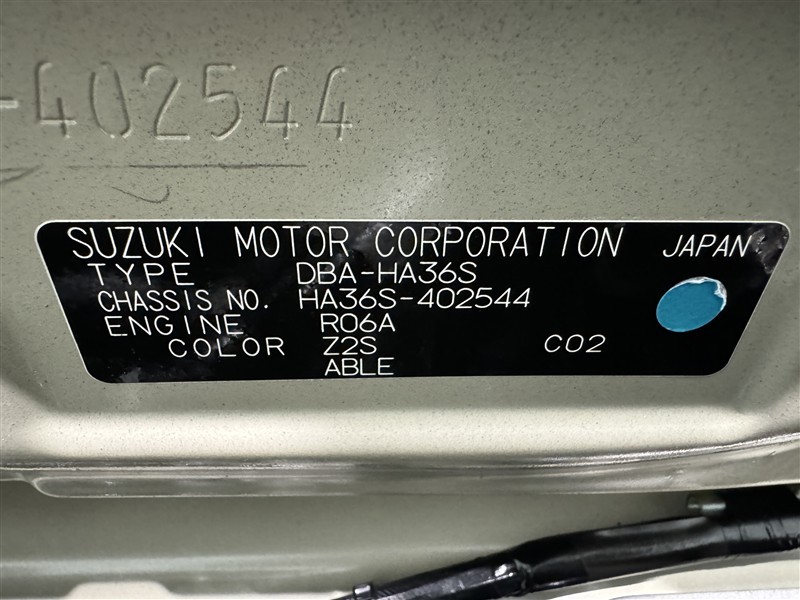 -402544
SUZUKI MOTOR CORPORATION JAPAN
TYPE DBA-HA36S
CHASSIS NO. HA36S-402544
ENGINE R06A
COLOR Z2S C02
ABLE